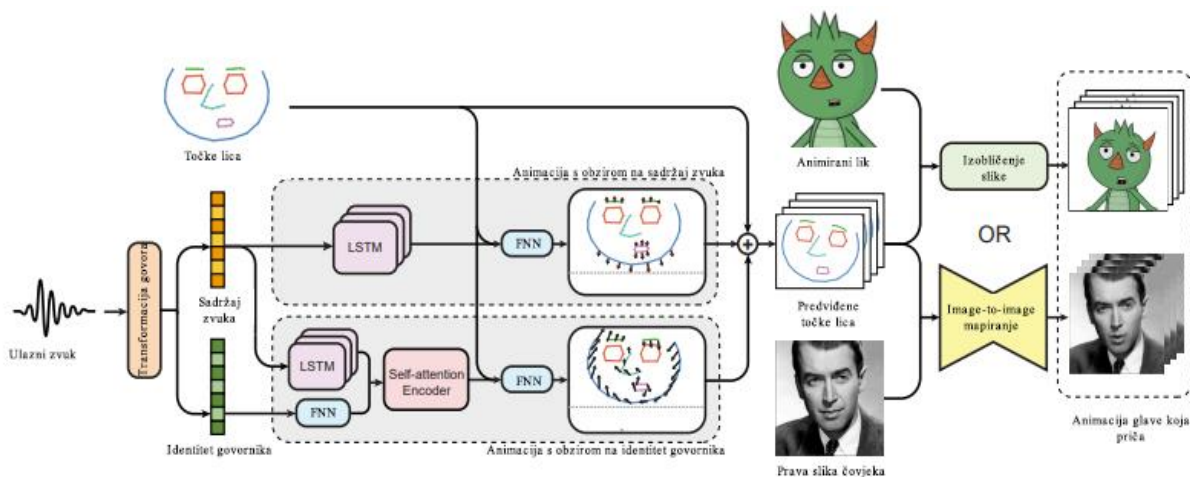 Točke lica
Animirani lik
Izobličenje
slike
Animacija s obzirom na sadržaj zvuka
LSTM
FNN
OR
Ulazni zvuk
Transformacija govora
Sadržaj
zvuka
Predviđene
točke lica
Image-to-image
mapiranje
LSTM
FNN
Self-attention
Encoder
FNN
Identitet govornika
Animacija s obzirom na identitet govornika
Prava slika čovjeka
Animacija glave koja
priča